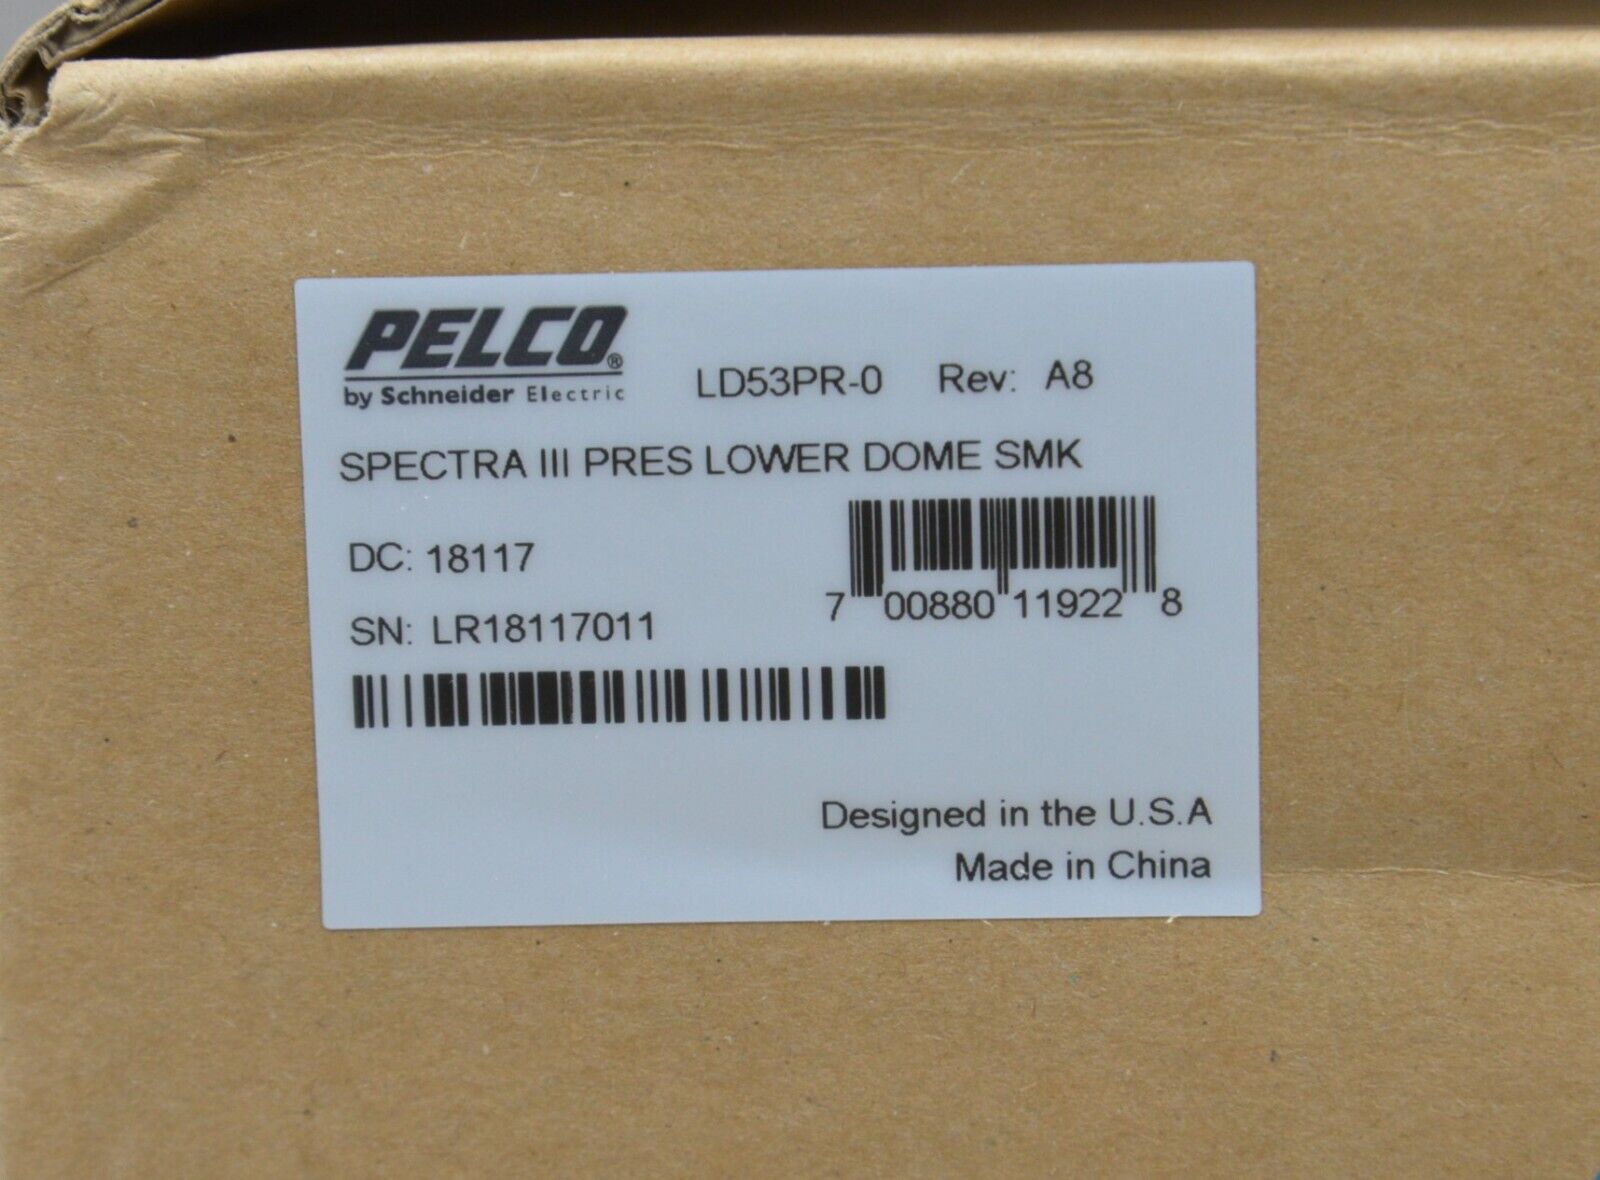 PELCO®
by Schneider Electric
LD53PR-0 Rev: A8
SPECTRA III PRES LOWER DOME SMK
DC: 18117
7 00880 11922 8
SN: LR18117011
Designed in the U.S.A
Made in China